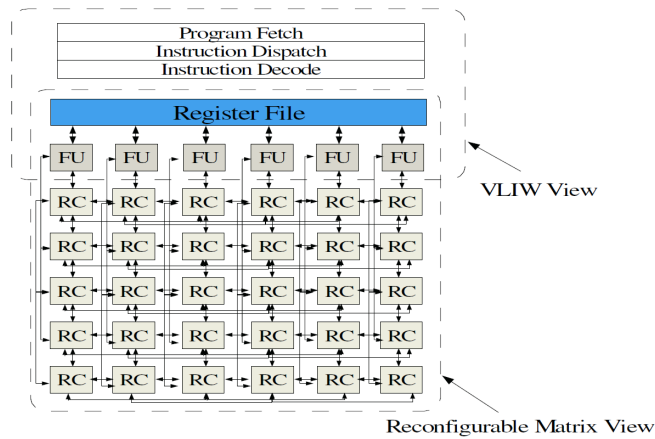 Program Fetch
Instruction Dispatch
Instruction Decode
Register File
FU FU FU FU FU FU
VLIW View
RC RC RC RC RC RC
RC RC RC RC RC RC
RC RC RC RC RC RC
RC RC RC RC RC RC
RC RC RC RC RC RC
Reconfigurable Matrix View